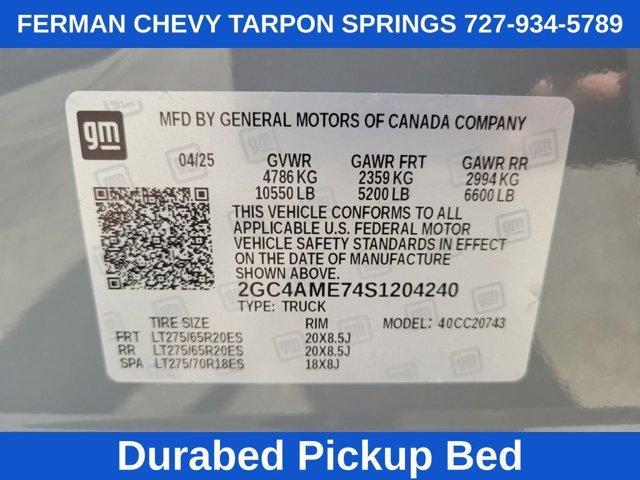 FERMAN CHEVY TARPON SPRINGS 727-934-5789
gm MFD BY GENERAL MOTORS OF CANADA COMPANY
04/25 GVWR GAWR FRT GAWR RR
4786 KG 2359 KG 2994 KG
10550 LB 5200 LB 6600 LB
THIS VEHICLE CONFORMS TO ALL
APPLICABLE U.S. FEDERAL MOTOR
VEHICLE SAFETY STANDARDS IN EFFECT
ON THE DATE OF MANUFACTURE
SHOWN ABOVE.
2GC4AME74S1204240
TYPE: TRUCK
TIRE SIZE RIM MODEL: 40CC20743
FRT LT275/65R20ES 20X8.5J
RR LT275/65R20ES 20X8.5J
SPA LT275/70R18ES 18X8J
Durabed Pickup Bed